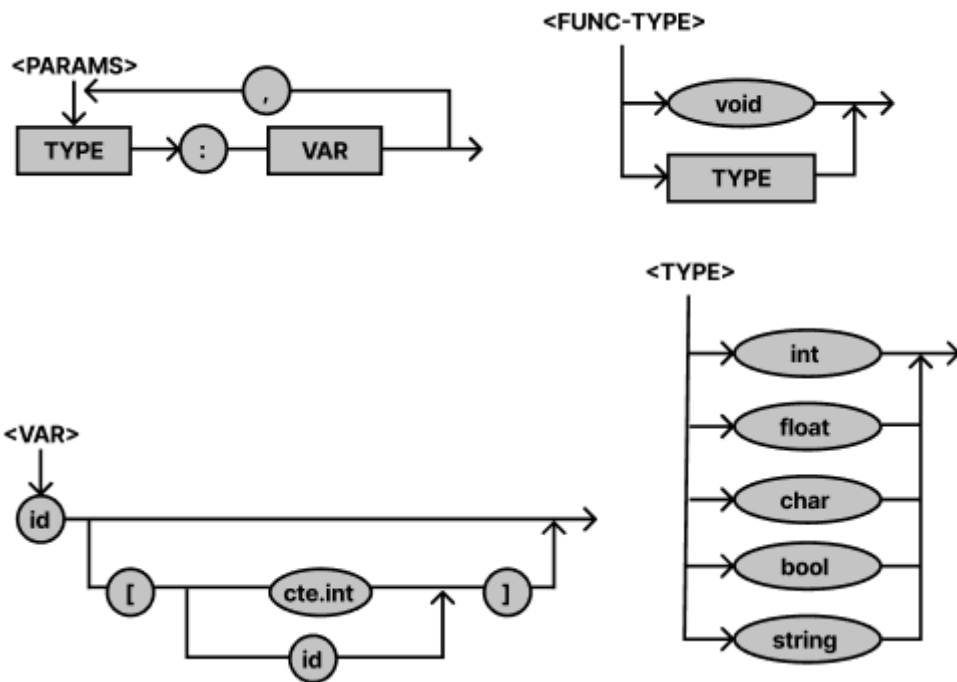 <PARAMS>
,
TYPE : VAR
<FUNC-TYPE>
void
TYPE
<VAR>
id
[ cte.int ]
id
<TYPE>
int
float
char
bool
string